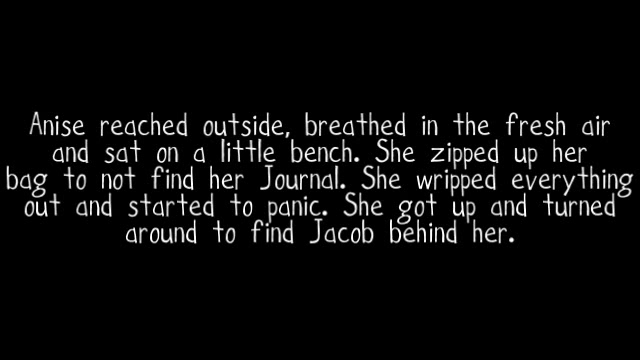 Anise reached outside, breathed in the fresh air
and sat on a little bench. She zipped up her
bag to not find her Journal. She wripped everything
out and started to panic. She got up and turned
around to find Jacob behind her.